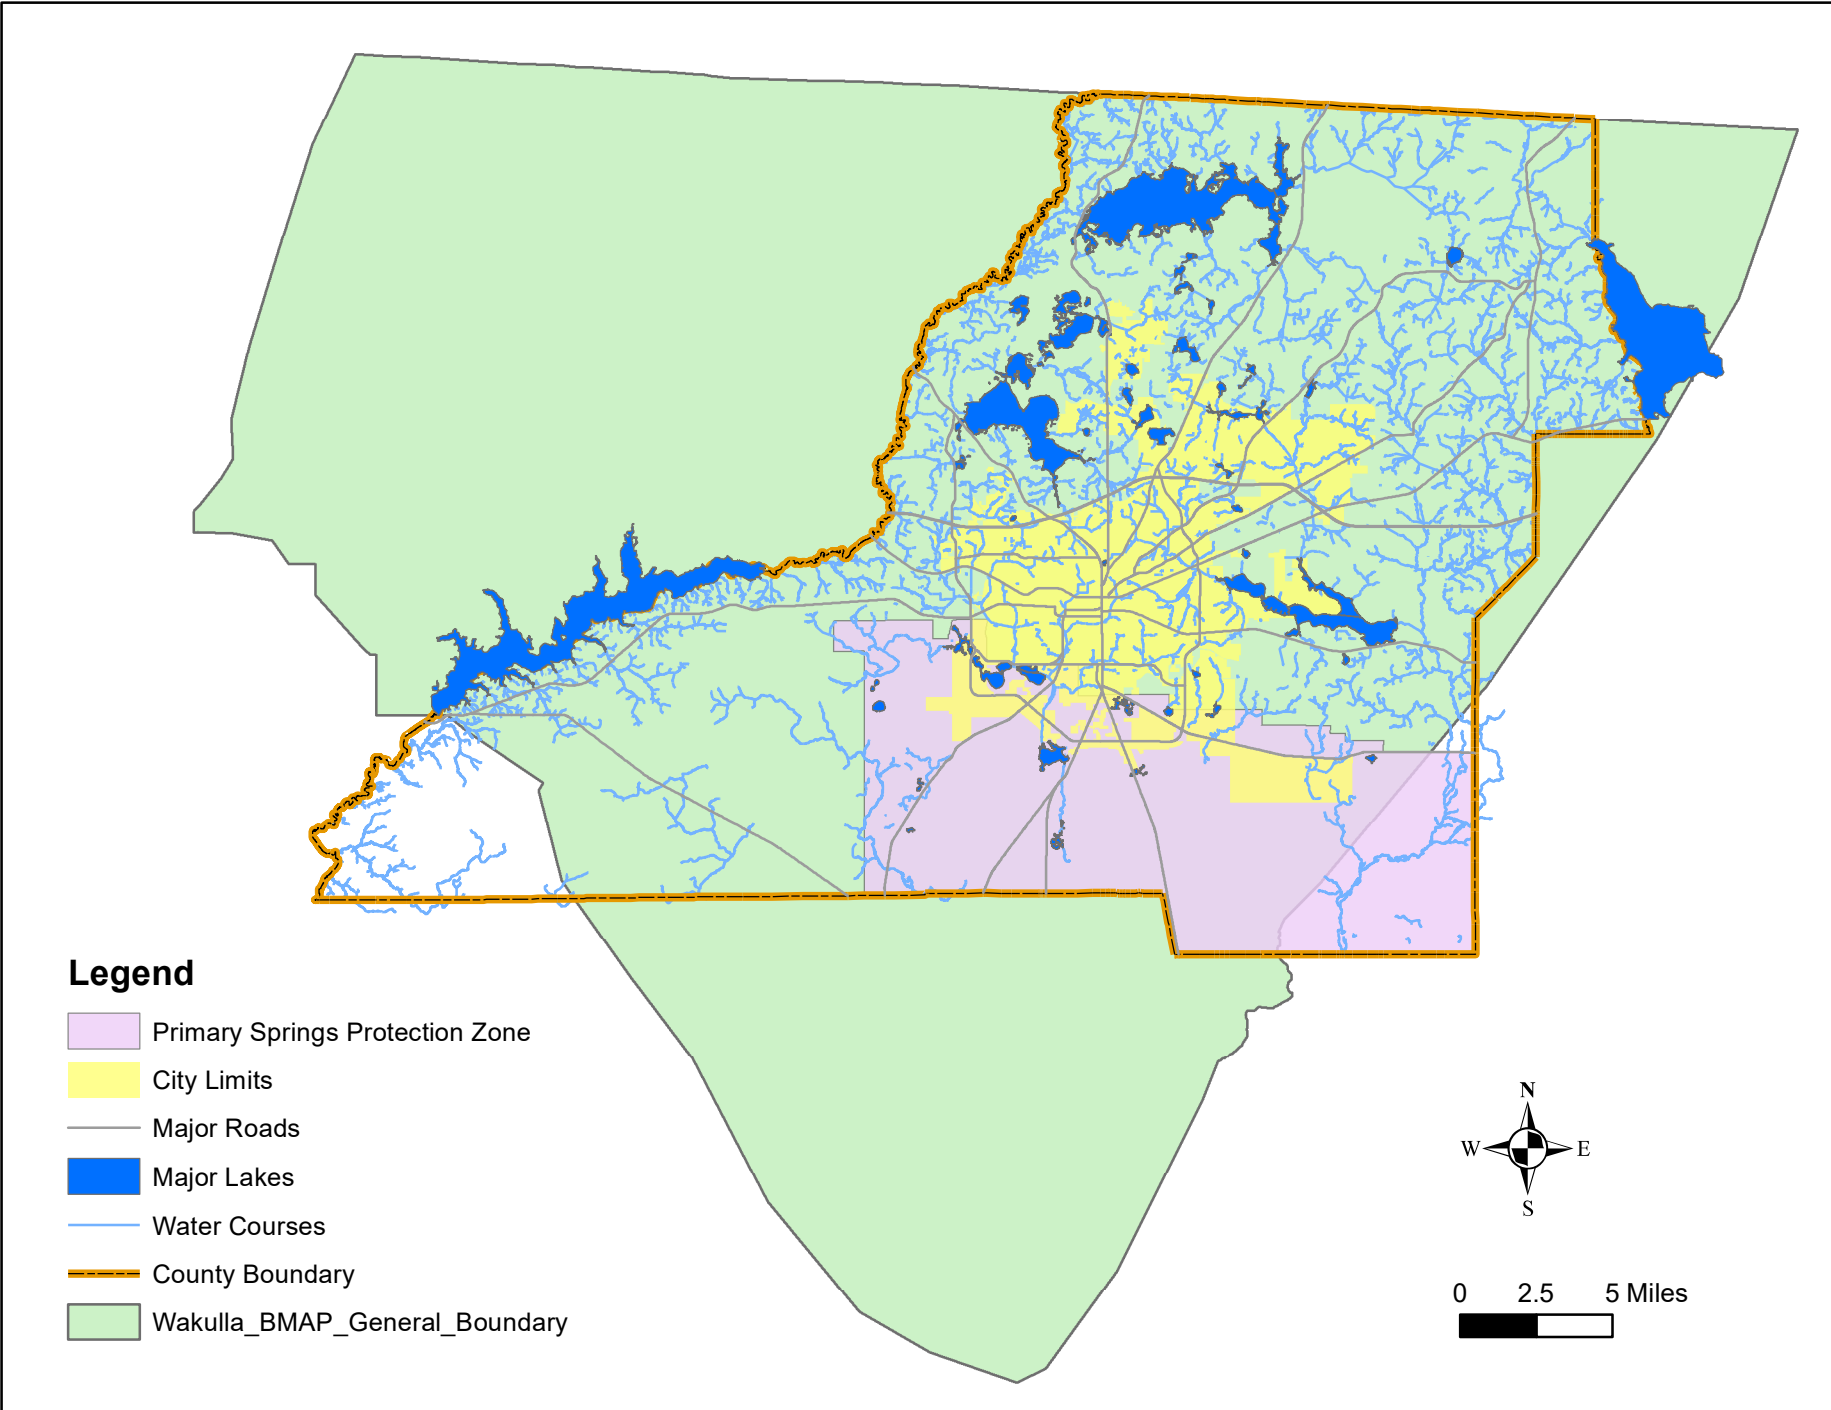 Legend
Primary Springs Protection Zone
City Limits
Major Roads
Major Lakes
Water Courses
County Boundary
Wakulla_BMAP_General_Boundary
N
W E
S
0 2.5 5 Miles